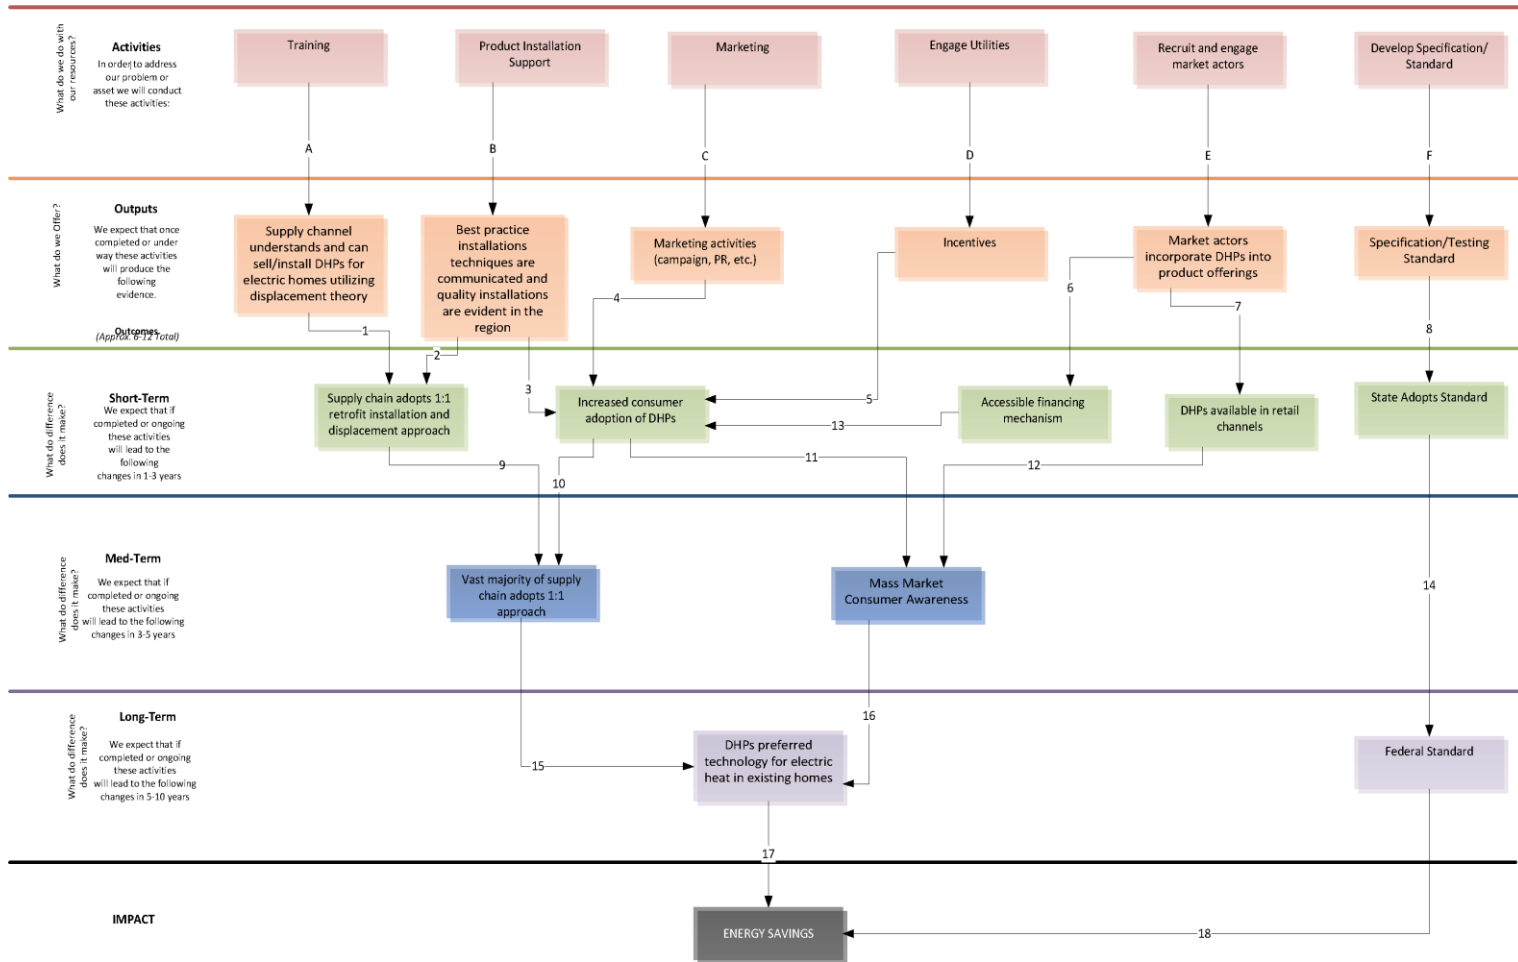 What do we do with
our resources?
Activities
In order to address
our problem or
asset we will conduct
these activities:
Training
Product Installation
Support
Marketing
Engage Utilities
Recruit and engage
market actors
Develop Specification/
Standard
A
B
C
D
E
F
What do we Offer?
Outputs
We expect that once
completed or under
way these activities
will produce the
following
evidence.
Supply channel
understands and can
sell/install DHPs for
electric homes utilizing
displacement theory
Best practice
installations
techniques are
communicated and
quality installations
are evident in the
region
Marketing activities
(campaign, PR, etc.)
Incentives
Market actors
incorporate DHPs into
product offerings
Specification/Testing
Standard
Outcomes
(Approx. 6-12 Total)
1
2
3
4
5
6
7
8
What do difference
does it make?
Short-Term
We expect that if
completed or ongoing
these activities
will lead to the
following
changes in 1-3 years
Supply chain adopts 1:1
retrofit installation and
displacement approach
Increased consumer
adoption of DHPs
Accessible financing
mechanism
DHPs available in retail
channels
State Adopts Standard
13
9
10
11
12
What do difference
does it make?
Med-Term
We expect that if
completed or ongoing
these activities
will lead to the following
changes in 3-5 years
Vast majority of supply
chain adopts 1:1
approach
Mass Market
Consumer Awareness
14
What do difference
does it make?
Long-Term
We expect that if
completed or ongoing
these activities
will lead to the following
changes in 5-10 years
15
16
DHPs preferred
technology for electric
heat in existing homes
Federal Standard
17
IMPACT
ENERGY SAVINGS
18